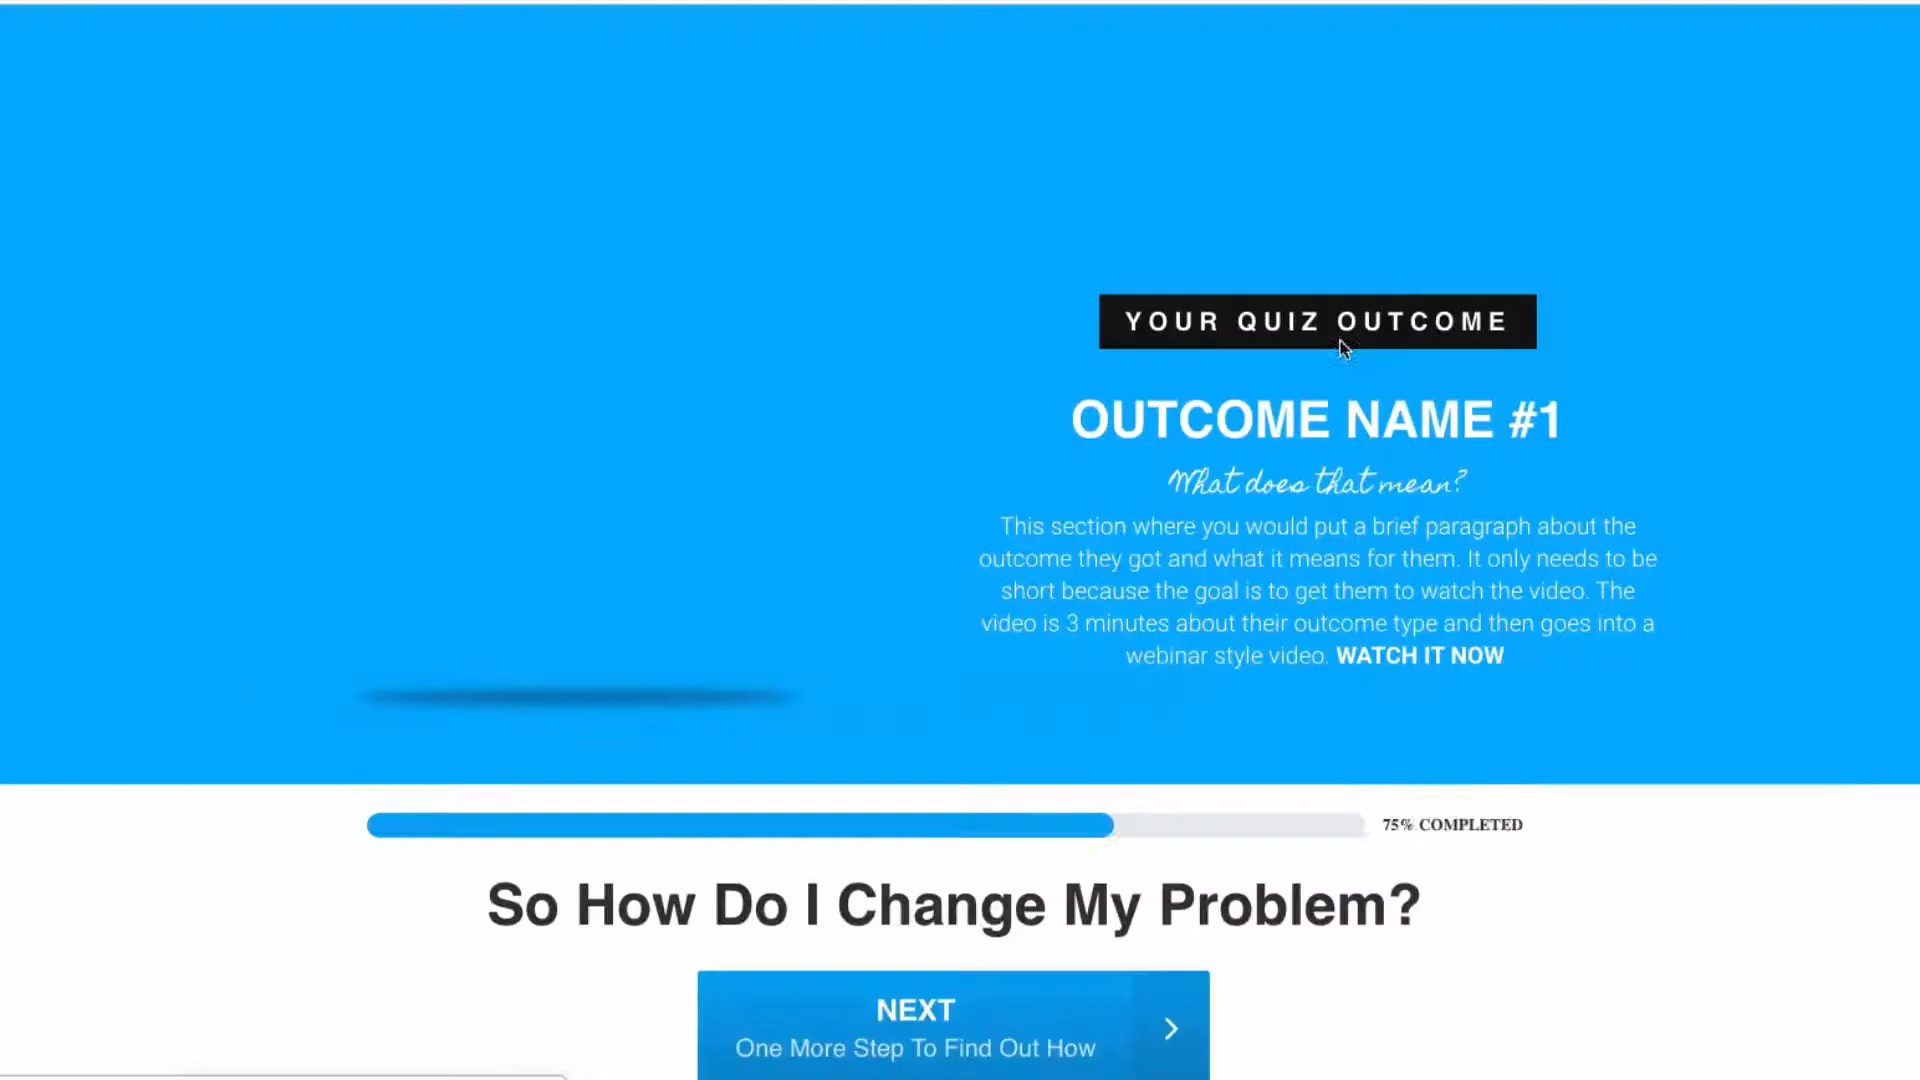 YOUR QUIZ OUTCOME
OUTCOME NAME #1
What does that mean?
This section where you would put a brief paragraph about the
outcome they got and what it means for them. It only needs to be
short because the goal is to get them to watch the video. The
video is 3 minutes about their outcome type and then goes into a
webinar style video. WATCH IT NOW
75% COMPLETED
So How Do I Change My Problem?
NEXT
One More Step To Find Out How